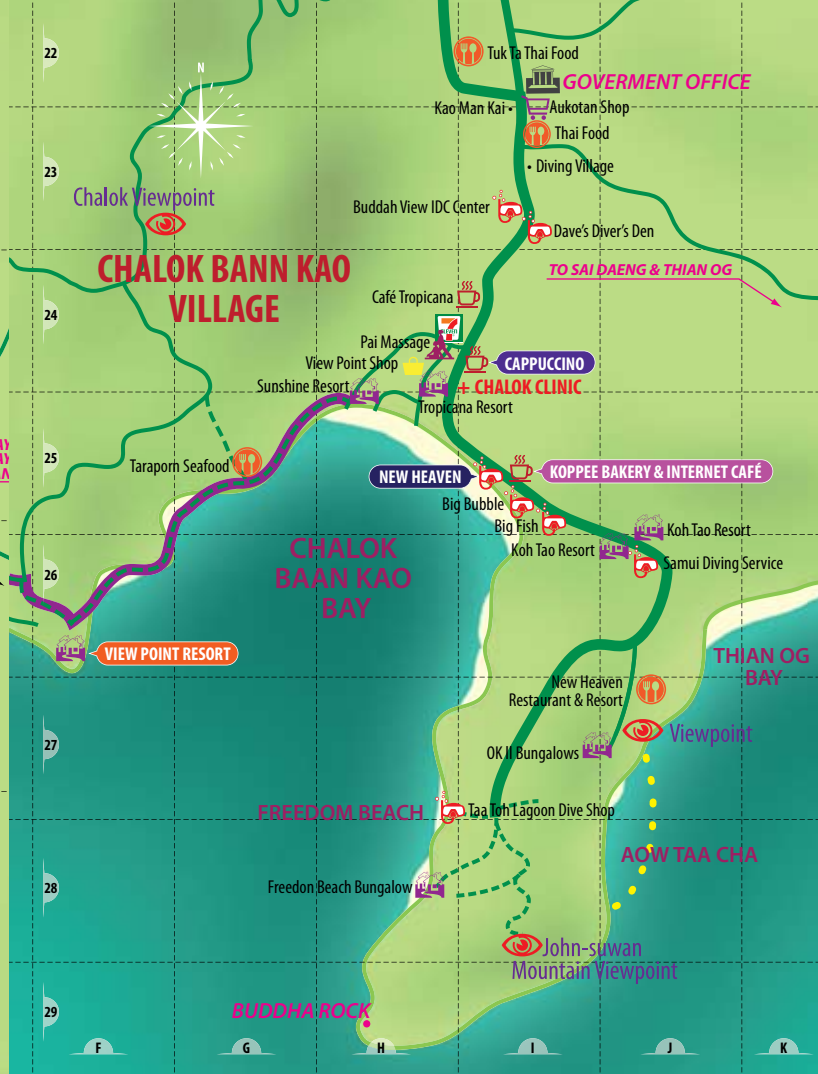 22
Tuk Ta Thai Food
N
GOVERMENT OFFICE
Kao Man Kai •
Aukotan Shop
Thai Food
23
• Diving Village
Chalok Viewpoint
Buddah View IDC Center
Dave's Diver's Den
CHALOK BANN KAO
VILLAGE
TO SAI DAENG & THIAN OG
24
Café Tropicana
7
ELEVEN
Pai Massage
View Point Shop
CAPPUCCINO
Sunshine Resort
+ CHALOK CLINIC
Tropicana Resort
25
Taraporn Seafood
NEW HEAVEN
KOPPEE BAKERY & INTERNET CAFÉ
Big Bubble
Big Fish
Koh Tao Resort
CHALOK
BAAN KAO
BAY
Koh Tao Resort
Samui Diving Service
26
VIEW POINT RESORT
THIAN OG
BAY
New Heaven
Restaurant & Resort
27
Viewpoint
OK II Bungalows
FREEDOM BEACH
Taa Toh Lagoon Dive Shop
AOW TAA CHA
28
Freedon Beach Bungalow
John-suwan
Mountain Viewpoint
29
BUDDHA ROCK
F
G
H
I
J
K